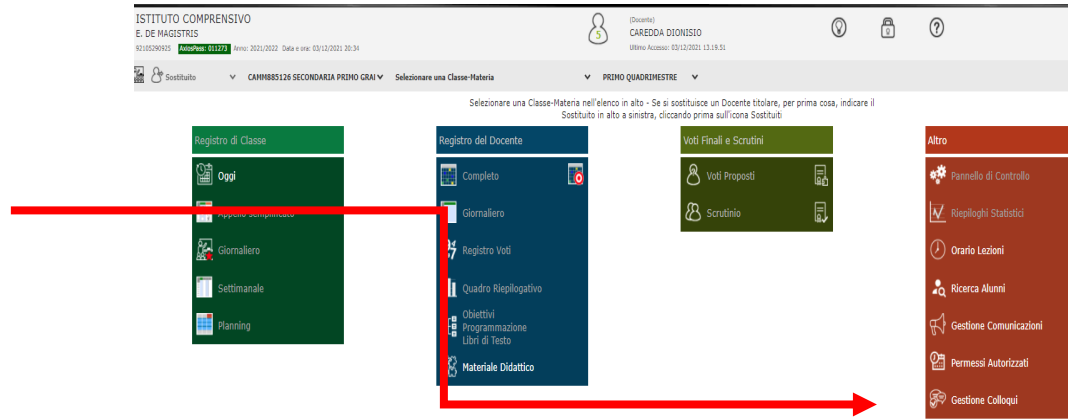 ISTITUTO COMPRENSIVO
E. DE MAGISTRIS
92105290925 AxiosPass: 011273 Anno: 2021/2022 Data e ora: 03/12/2021 20:34
5
(Docente)
CAREDDA DIONISIO
Ultimo Accesso: 03/12/2021 13.19.51
?
Sostituito CAMM885126 SECONDARIA PRIMO GRAI Selezionare una Classe-Materia PRIMO QUADRIMESTRE
Selezionare una Classe-Materia nell'elenco in alto - Se si sostituisce un Docente titolare, per prima cosa, indicare il
Sostituito in alto a sinistra, cliccando prima sull'icona Sostituiti
Registro di Classe
Oggi
Appello semplificato
Giornaliero
Settimanale
Planning
Registro del Docente
Completo
Giornaliero
Registro Voti
Quadro Riepilogativo
Obiettivi
Programmazione
Libri di Testo
Materiale Didattico
Voti Finali e Scrutini
Voti Proposti
Scrutinio
Altro
Pannello di Controllo
Riepiloghi Statistici
Orario Lezioni
Ricerca Alunni
Gestione Comunicazioni
Permessi Autorizzati
Gestione Colloqui